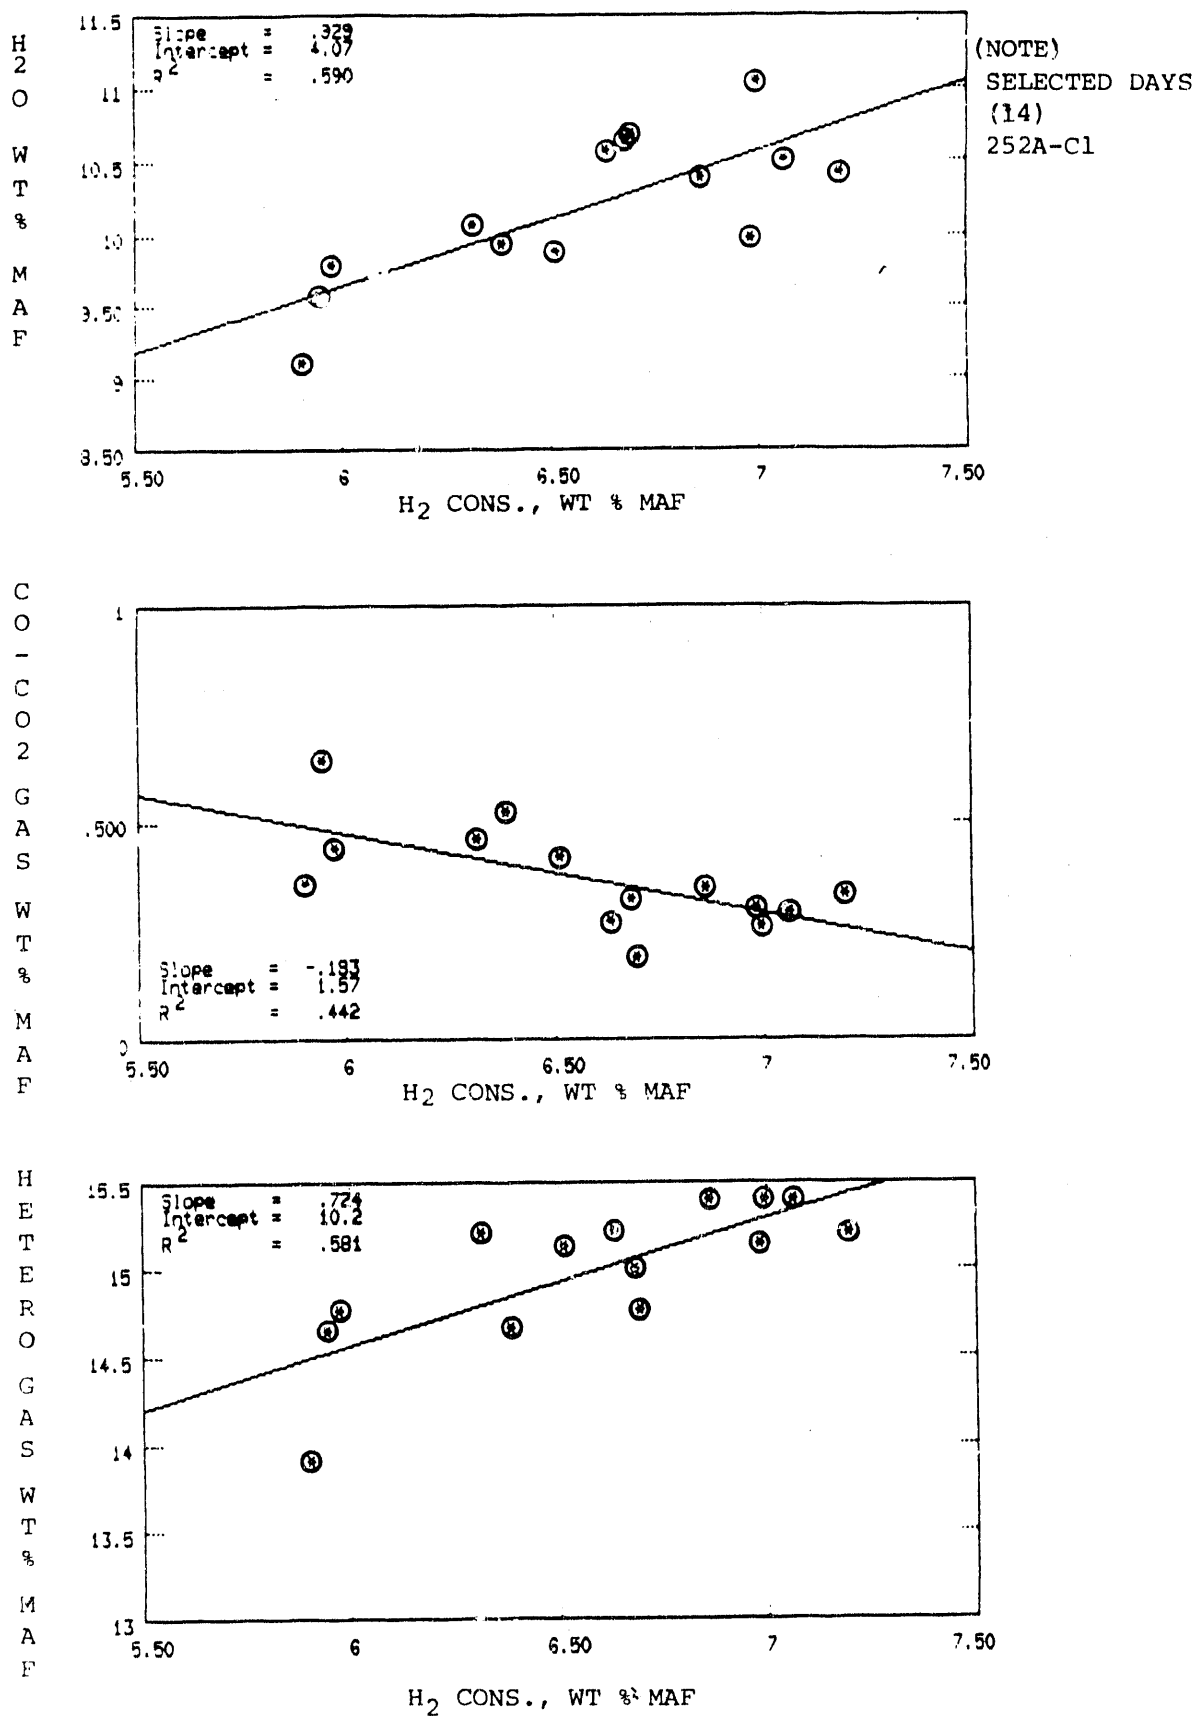 H2O WT% MAF
11.5
11
10.5
10
9.50
9
8.50
Slope = .929
Intercept = 4.07
R2 = .590
5.50 6 6.50 7 7.50
H2 CONS., WT % MAF
(NOTE)
SELECTED DAYS
(14)
252A-C1
CO-CO2 GAS WT% MAF
1
.500
0
Slope = -.183
Intercept = 1.57
R2 = .442
5.50 6 6.50 7 7.50
H2 CONS., WT % MAF
HETERO GAS WT% MAF
15.5
15
14.5
14
13.5
13
Slope = .724
Intercept = 10.2
R2 = .581
5.50 6 6.50 7 7.50
H2 CONS., WT % MAF